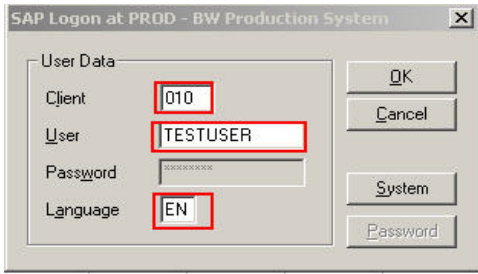 SAP Logon at PROD - BW Production System
User Data
Client 010
User TESTUSER
Password ××××××××
Language EN
OK
Cancel
System
Password